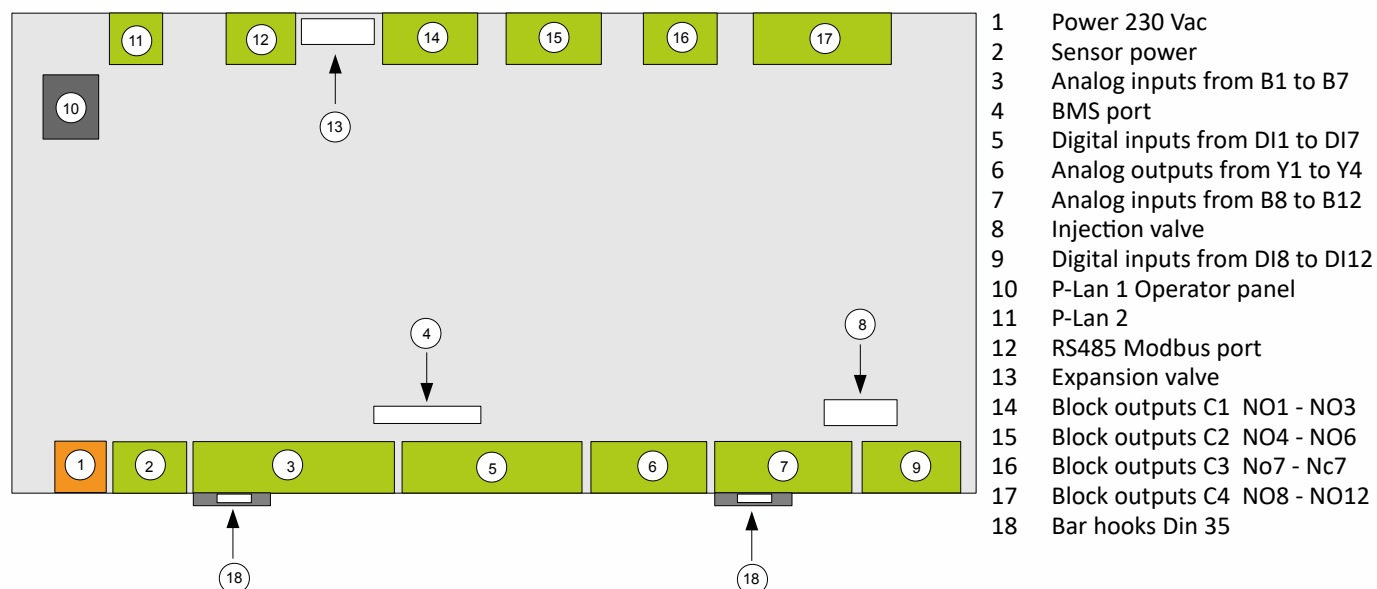 11
12
14
15
16
17
10
13
4
8
1
2
3
5
6
7
9
18
18
1 Power 230 Vac
2 Sensor power
3 Analog inputs from B1 to B7
4 BMS port
5 Digital inputs from DI1 to DI7
6 Analog outputs from Y1 to Y4
7 Analog inputs from B8 to B12
8 Injection valve
9 Digital inputs from DI8 to DI12
10 P-Lan 1 Operator panel
11 P-Lan 2
12 RS485 Modbus port
13 Expansion valve
14 Block outputs C1 NO1 - NO3
15 Block outputs C2 NO4 - NO6
16 Block outputs C3 No7 - Nc7
17 Block outputs C4 NO8 - NO12
18 Bar hooks Din 35